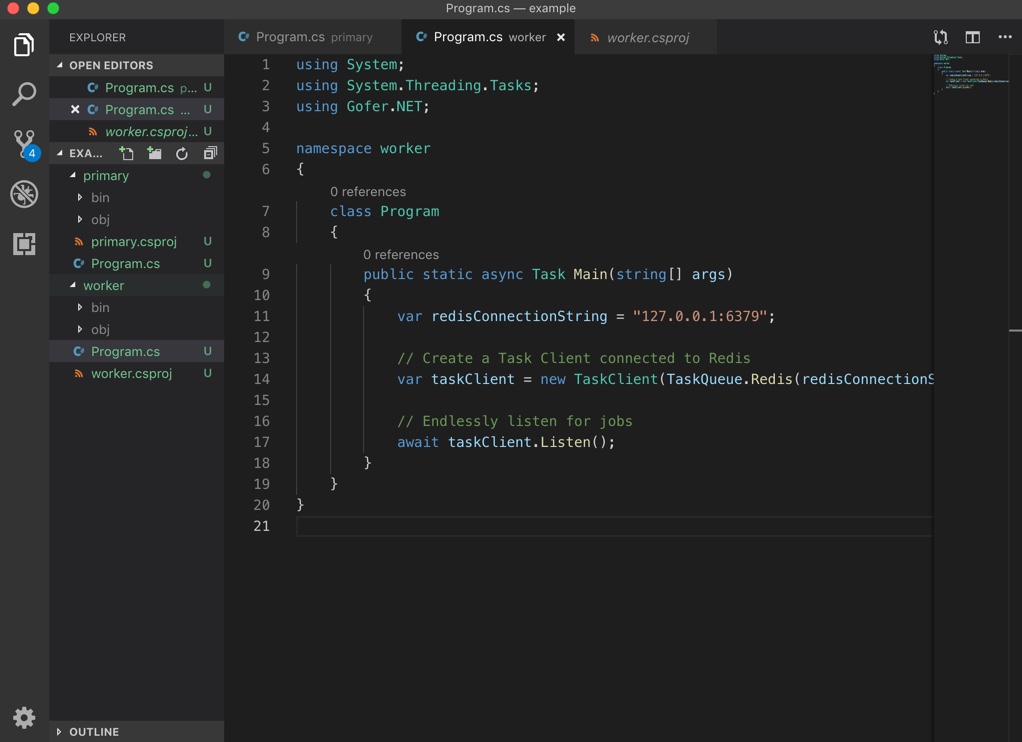 Program.cs — example
EXPLORER
OPEN EDITORS
Program.cs p... U
Program.cs ... U
worker.csproj... U
4
EXA...
primary
bin
obj
primary.csproj U
Program.cs U
worker
bin
obj
Program.cs U
worker.csproj U
OUTLINE
Program.cs primary
Program.cs worker
worker.csproj
1 using System;
2 using System.Threading.Tasks;
3 using Gofer.NET;
4
5 namespace worker
6 {
0 references
7 class Program
8 {
0 references
9 public static async Task Main(string[] args)
10 {
11 var redisConnectionString = "127.0.0.1:6379";
12
13 // Create a Task Client connected to Redis
14 var taskClient = new TaskClient(TaskQueue.Redis(redisConnectionS
15
16 // Endlessly listen for jobs
17 await taskClient.Listen();
18 }
19 }
20 }
21